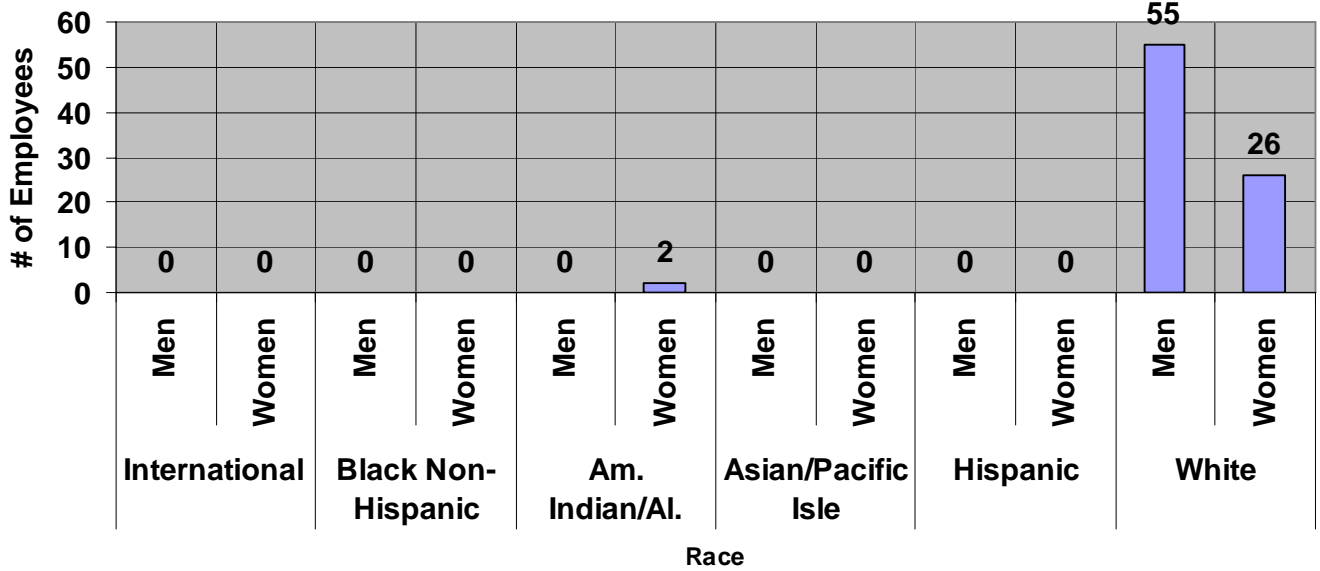 # of Employees
60
50
40
30
20
10
0
0
0
0
0
0
2
0
0
0
0
55
26
Men
Women
Men
Women
Men
Women
Men
Women
Men
Women
Men
Women
International
Black Non-
Hispanic
Am.
Indian/Al.
Asian/Pacific
Isle
Hispanic
White
Race